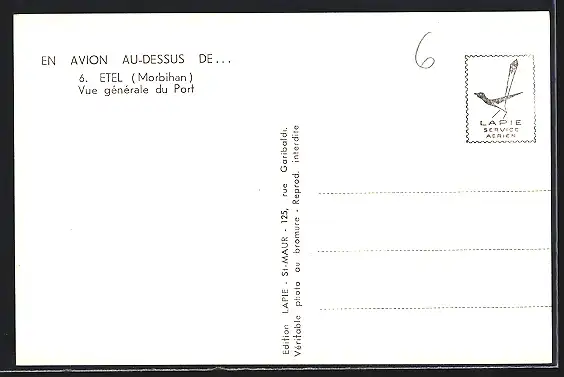 EN AVION AU-DESSUS DE...
6. ETEL (Morbihan)
Vue générale du Port
6
LAPIE
SERVICE
AERIEN
Edition LAPIE - St-MAUR - 125, rue Garibaldi.
Véritable photo au bromure - Reprod. interdite